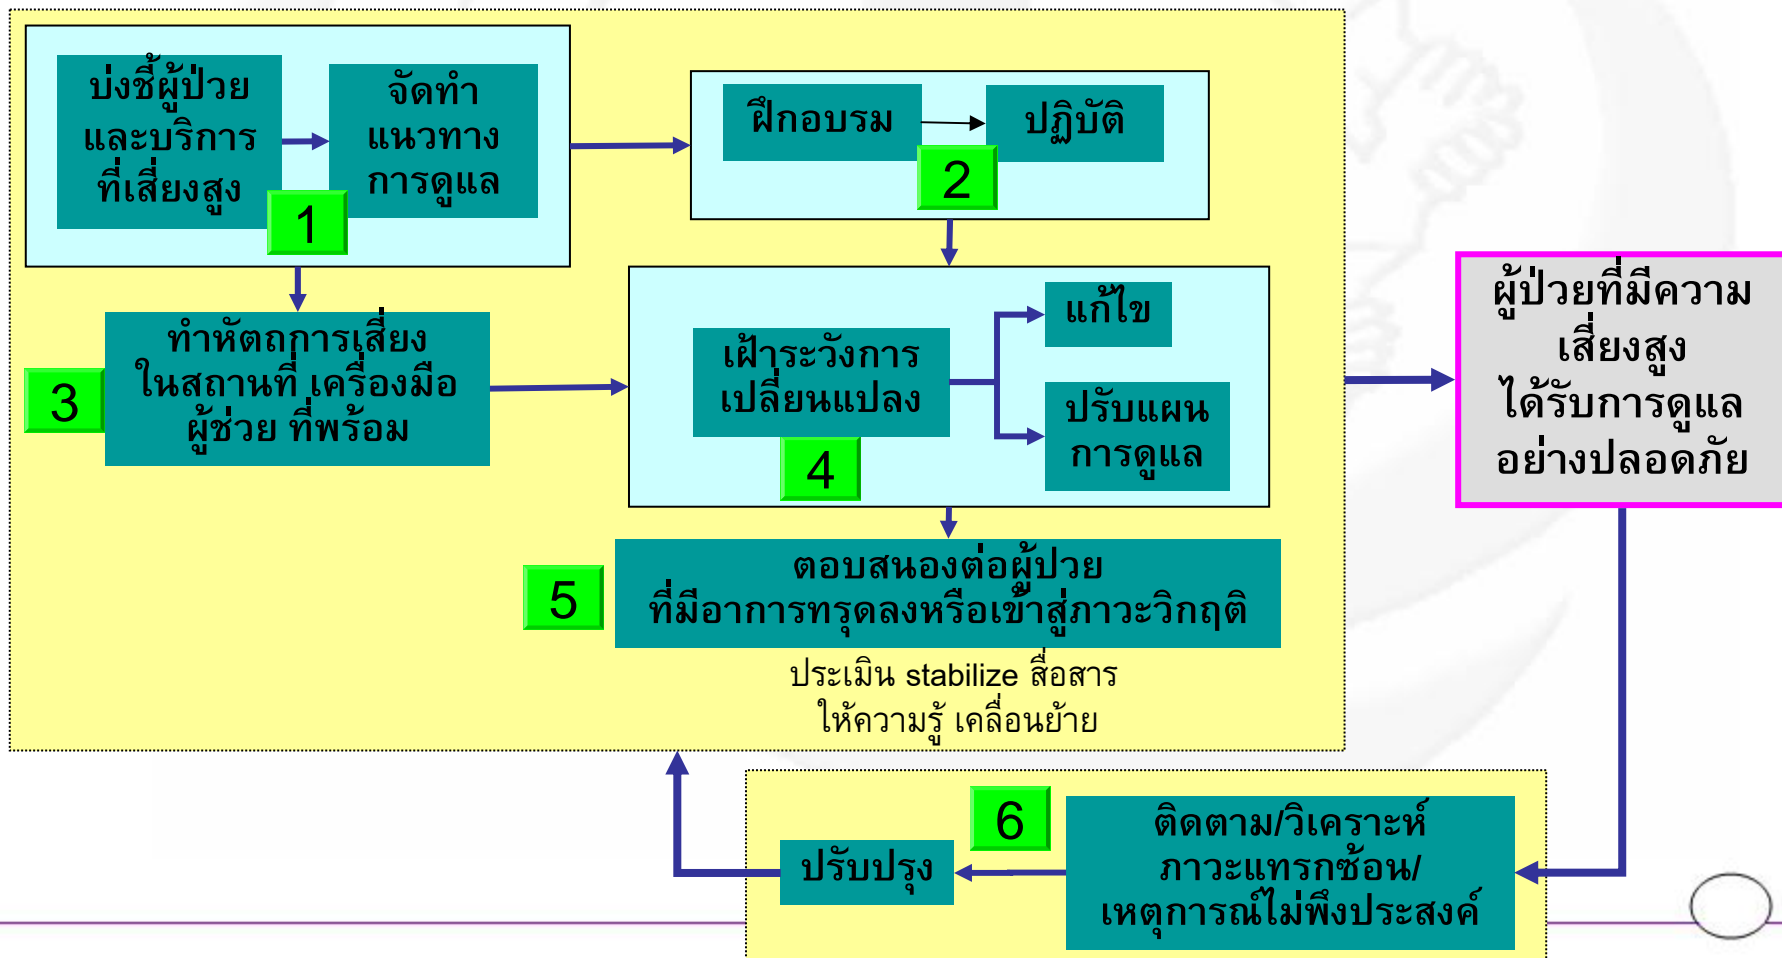 บ่งชี้ผู้ป่วย
และบริการ
ที่เสี่ยงสูง
จัดทำ
แนวทาง
การดูแล
1
ฝึกอบรม
ปฏิบัติ
2
ทำหัตถการเสี่ยง
ในสถานที่ เครื่องมือ
ผู้ช่วย ที่พร้อม
3
เฝ้าระวังการ
เปลี่ยนแปลง
4
แก้ไข
ปรับแผน
การดูแล
5
ตอบสนองต่อผู้ป่วย
ที่มีอาการทรุดลงหรือเข้าสู่ภาวะวิกฤติ
ประเมิน stabilize สื่อสาร
ให้ความรู้ เคลื่อนย้าย
ผู้ป่วยที่มีความ
เสี่ยงสูง
ได้รับการดูแล
อย่างปลอดภัย
6
ติดตาม/วิเคราะห์
ภาวะแทรกซ้อน/
เหตุการณ์ไม่พึงประสงค์
ปรับปรุง